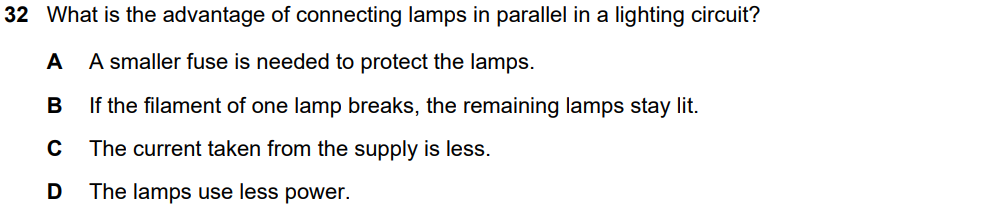 32 What is the advantage of connecting lamps in parallel in a lighting circuit?
A A smaller fuse is needed to protect the lamps.
B If the filament of one lamp breaks, the remaining lamps stay lit.
C The current taken from the supply is less.
D The lamps use less power.